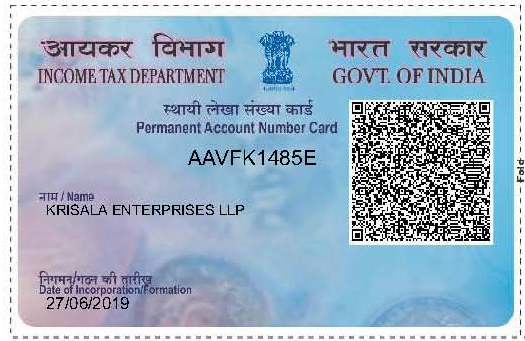 आयकर विभाग
INCOME TAX DEPARTMENT
भारत सरकार
GOVT. OF INDIA
स्थायी लेखा संख्या कार्ड
Permanent Account Number Card
AAVFK1485E
नाम / Name
KRISALA ENTERPRISES LLP
निगमन/गठन की तारीख
Date of Incorporation/Formation
27/06/2019
Fold